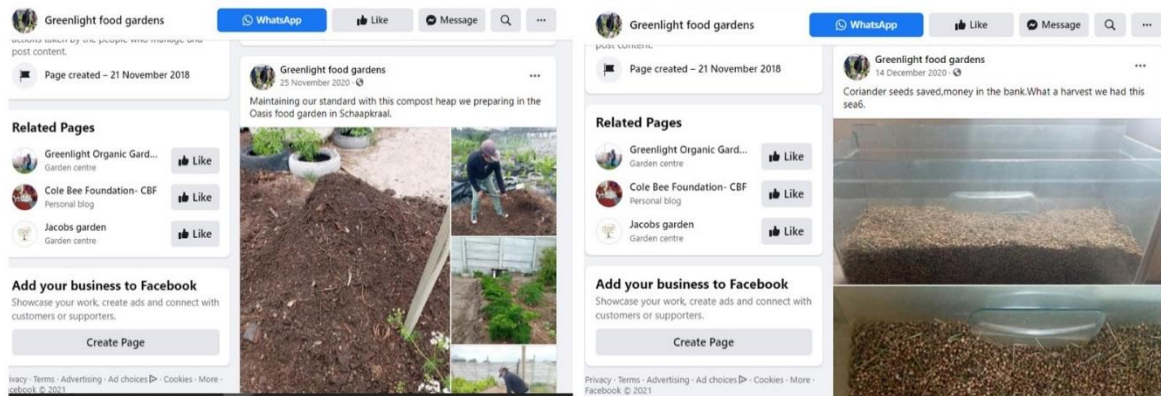 Greenlight food gardens
WhatsApp
Like
Message
actions taken by the people who manage and
post content.
Page created – 21 November 2018
Related Pages
Greenlight Organic Gard...
Garden centre
Like
Cole Bee Foundation- CBF
Personal blog
Like
Jacobs garden
Garden centre
Like
Add your business to Facebook
Showcase your work, create ads and connect with
customers or supporters.
Create Page
ivacy · Terms · Advertising · Ad choices · Cookies · More ·
cebook © 2021
Greenlight food gardens
25 November 2020 ·
Maintaining our standard with this compost heap we preparing in the
Oasis food garden in Schaapkraal.
Greenlight food gardens
WhatsApp
Like
Message
post content.
Page created – 21 November 2018
Related Pages
Greenlight Organic Gard...
Garden centre
Like
Cole Bee Foundation- CBF
Personal blog
Like
Jacobs garden
Garden centre
Like
Add your business to Facebook
Showcase your work, create ads and connect with
customers or supporters.
Create Page
Privacy · Terms · Advertising · Ad choices · Cookies · More ·
Facebook © 2021
Greenlight food gardens
14 December 2020 ·
Coriander seeds saved,money in the bank.What a harvest we had this
sea6.